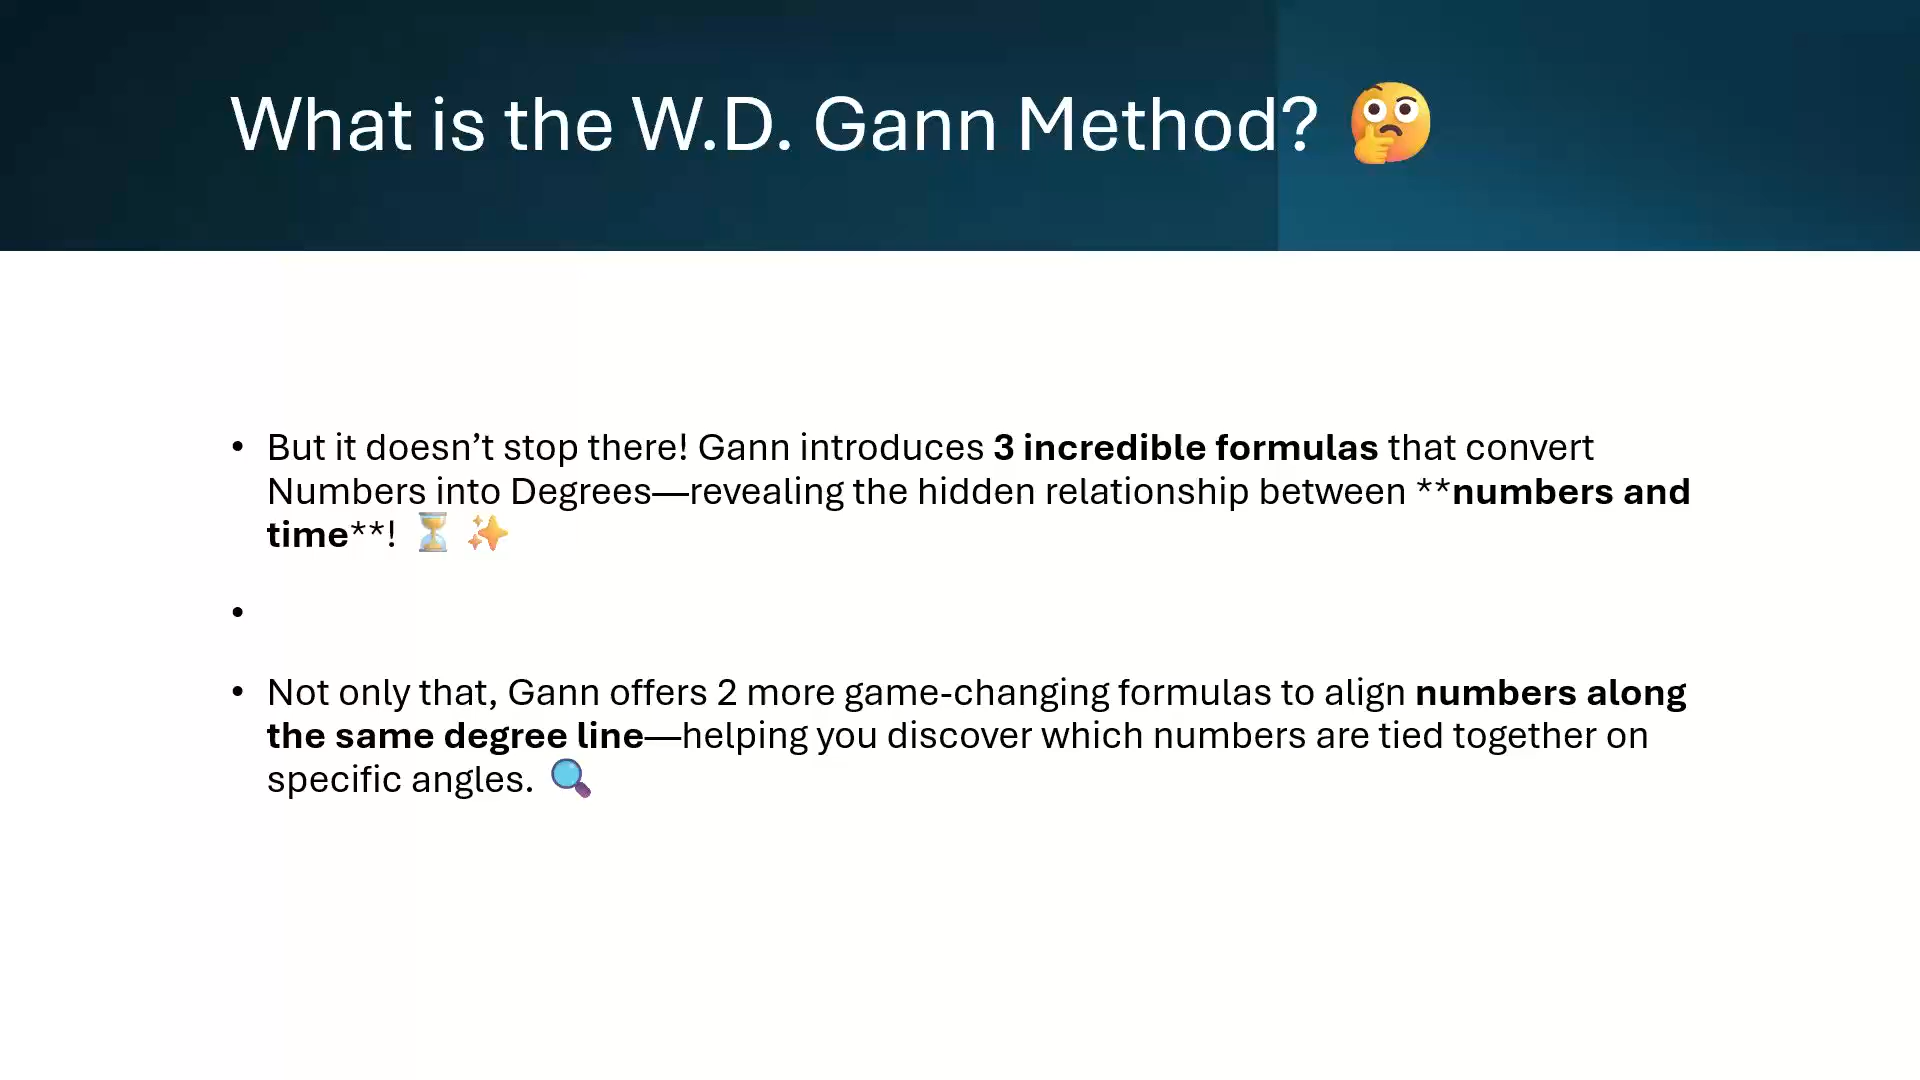 What is the W.D. Gann Method? 🤔
• But it doesn’t stop there! Gann introduces 3 incredible formulas that convert
Numbers into Degrees—revealing the hidden relationship between **numbers and
time**! ⏳ ✨
•
• Not only that, Gann offers 2 more game-changing formulas to align numbers along
the same degree line—helping you discover which numbers are tied together on
specific angles. 🔍